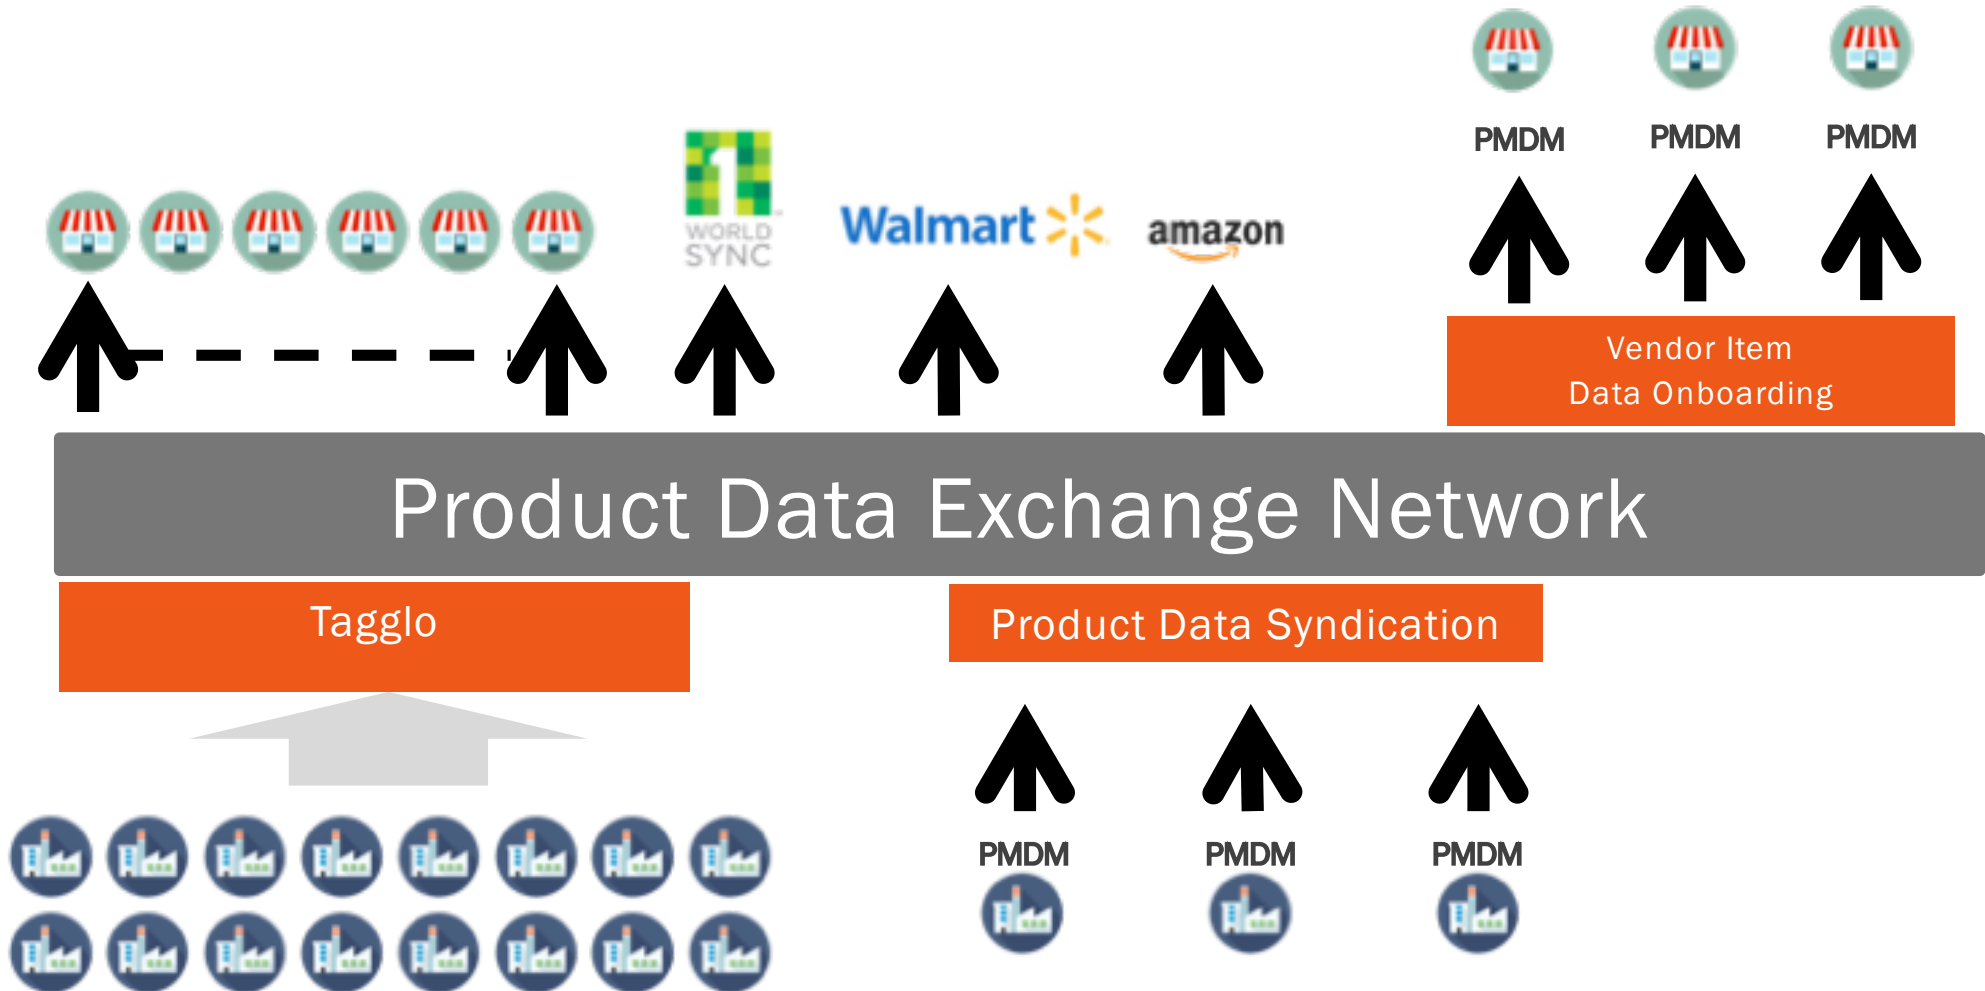 PMDM
PMDM
PMDM
1
WORLD
SYNC
Walmart
amazon
Vendor Item
Data Onboarding
Product Data Exchange Network
Tagglo
Product Data Syndication
PMDM
PMDM
PMDM